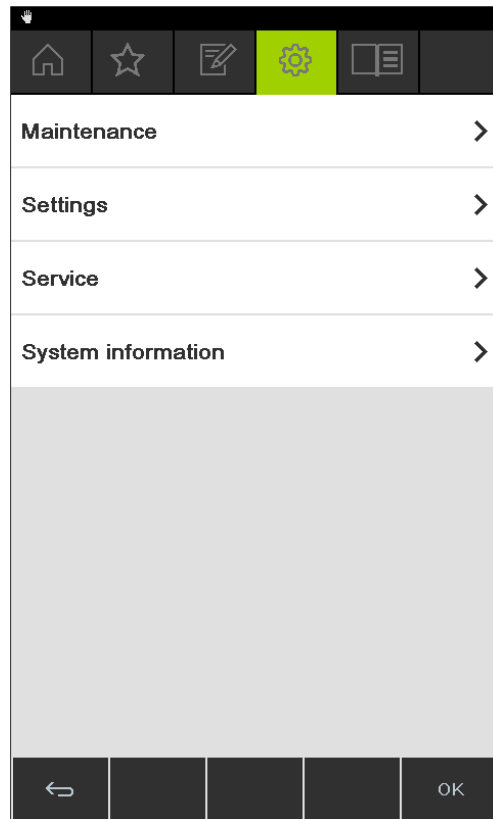 Maintenance
Settings
Service
System information
OK